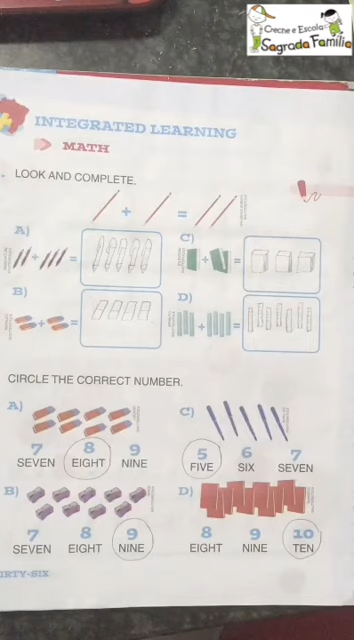 Creche e Escola
Sagrada Família
INTEGRATED LEARNING
MATH
LOOK AND COMPLETE.
+ =
A) + =
C) + =
B) + =
D) + =
CIRCLE THE CORRECT NUMBER.
A)
7 8 9
SEVEN EIGHT NINE
C)
5 6 7
FIVE SIX SEVEN
B)
7 8 9
SEVEN EIGHT NINE
D)
8 9 10
EIGHT NINE TEN
IRTY-SIX